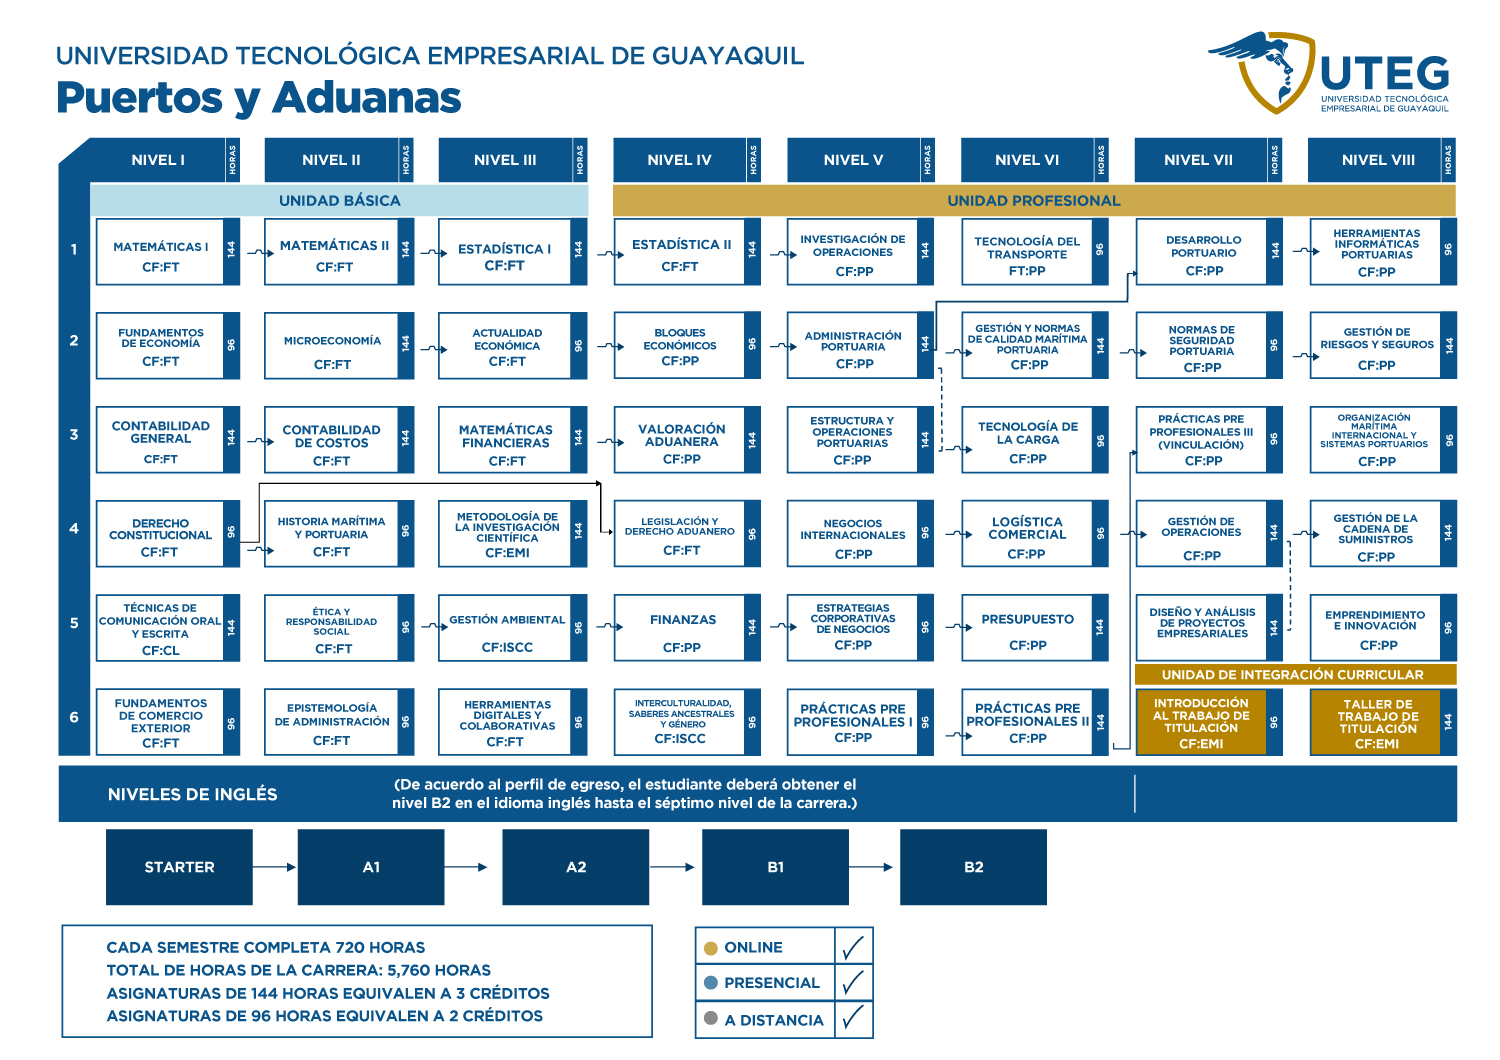 UNIVERSIDAD TECNOLÓGICA EMPRESARIAL DE GUAYAQUIL
Puertos y Aduanas
UTEG
UNIVERSIDAD TECNOLÓGICA
EMPRESARIAL DE GUAYAQUIL
NIVEL I HORAS NIVEL II HORAS NIVEL III HORAS NIVEL IV HORAS NIVEL V HORAS NIVEL VI HORAS NIVEL VII HORAS NIVEL VIII HORAS
UNIDAD BÁSICA
UNIDAD PROFESIONAL
1
MATEMÁTICAS I
CF:FT
144
MATEMÁTICAS II
CF:FT
144
ESTADÍSTICA I
CF:FT
144
ESTADÍSTICA II
CF:FT
144
INVESTIGACIÓN DE
OPERACIONES
CF:PP
144
TECNOLOGÍA DEL
TRANSPORTE
FT:PP
96
DESARROLLO
PORTUARIO
CF:PP
144
HERRAMIENTAS
INFORMÁTICAS
PORTUARIAS
CF:PP
96
2
FUNDAMENTOS
DE ECONOMÍA
CF:FT
96
MICROECONOMÍA
CF:FT
144
ACTUALIDAD
ECONÓMICA
CF:FT
96
BLOQUES
ECONÓMICOS
CF:PP
96
ADMINISTRACIÓN
PORTUARIA
CF:PP
144
GESTIÓN Y NORMAS
DE CALIDAD MARÍTIMA
PORTUARIA
CF:PP
144
NORMAS DE
SEGURIDAD
PORTUARIA
CF:PP
96
GESTIÓN DE
RIESGOS Y SEGUROS
CF:PP
144
3
CONTABILIDAD
GENERAL
CF:FT
144
CONTABILIDAD
DE COSTOS
CF:FT
144
MATEMÁTICAS
FINANCIERAS
CF:FT
144
VALORACIÓN
ADUANERA
CF:PP
144
ESTRUCTURA Y
OPERACIONES
PORTUARIAS
CF:PP
144
TECNOLOGÍA DE
LA CARGA
CF:PP
96
PRÁCTICAS PRE
PROFESIONALES III
(VINCULACIÓN)
CF:PP
96
ORGANIZACIÓN
MARÍTIMA
INTERNACIONAL Y
SISTEMAS PORTUARIOS
CF:PP
96
4
DERECHO
CONSTITUCIONAL
CF:FT
96
HISTORIA MARÍTIMA
Y PORTUARIA
CF:FT
96
METODOLOGÍA DE
LA INVESTIGACIÓN
CIENTÍFICA
CF:EMI
144
LEGISLACIÓN Y
DERECHO ADUANERO
CF:FT
96
NEGOCIOS
INTERNACIONALES
CF:PP
96
LOGÍSTICA
COMERCIAL
CF:PP
96
GESTIÓN DE
OPERACIONES
CF:PP
144
GESTIÓN DE LA
CADENA DE
SUMINISTROS
CF:PP
144
5
TÉCNICAS DE
COMUNICACIÓN ORAL
Y ESCRITA
CF:CL
144
ÉTICA Y
RESPONSABILIDAD
SOCIAL
CF:FT
96
GESTIÓN AMBIENTAL
CF:ISCC
96
FINANZAS
CF:PP
144
ESTRATEGIAS
CORPORATIVAS
DE NEGOCIOS
CF:PP
96
PRESUPUESTO
CF:PP
144
DISEÑO Y ANÁLISIS
DE PROYECTOS
EMPRESARIALES
144
EMPRENDIMIENTO
E INNOVACIÓN
CF:PP
96
UNIDAD DE INTEGRACIÓN CURRICULAR
6
FUNDAMENTOS
DE COMERCIO
EXTERIOR
CF:FT
96
EPISTEMOLOGÍA
DE ADMINISTRACIÓN
CF:FT
96
HERRAMIENTAS
DIGITALES Y
COLABORATIVAS
CF:FT
96
INTERCULTURALIDAD,
SABERES ANCESTRALES
Y GÉNERO
CF:ISCC
96
PRÁCTICAS PRE
PROFESIONALES I
CF:PP
96
PRÁCTICAS PRE
PROFESIONALES II
CF:PP
144
INTRODUCCIÓN
AL TRABAJO DE
TITULACIÓN
CF:EMI
96
TALLER DE
TRABAJO DE
TITULACIÓN
CF:EMI
144
NIVELES DE INGLÉS
(De acuerdo al perfil de egreso, el estudiante deberá obtener el
nivel B2 en el idioma inglés hasta el séptimo nivel de la carrera.)
STARTER A1 A2 B1 B2
CADA SEMESTRE COMPLETA 720 HORAS
TOTAL DE HORAS DE LA CARRERA: 5,760 HORAS
ASIGNATURAS DE 144 HORAS EQUIVALEN A 3 CRÉDITOS
ASIGNATURAS DE 96 HORAS EQUIVALEN A 2 CRÉDITOS
ONLINE
PRESENCIAL
A DISTANCIA